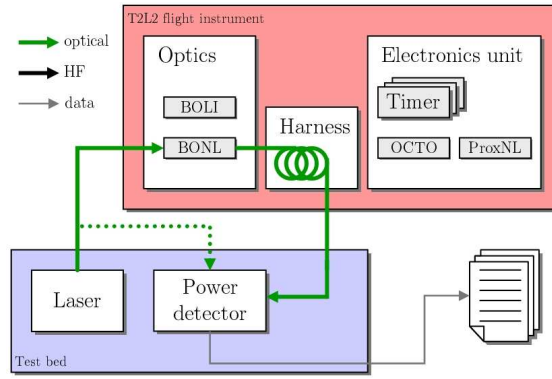 T2L2 flight instrument
optical
HF
data
Optics
BOLI
BONL
Harness
Electronics unit
Timer
OCTO
ProxNL
Laser
Power
detector
Test bed